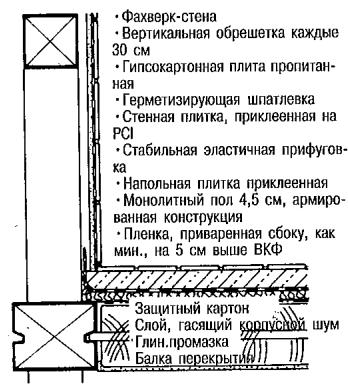 ·Фахверк-стена
·Вертикальная обрешетка каждые
30 см
·Гипсокартонная плита пропитан-
ная
·Герметизирующая шпатлевка
·Стенная плитка, приклеенная на
PCI
·Стабильная эластичная прифугов-
ка
·Напольная плитка приклеенная
·Монолитный пол 4,5 см, армиро-
ванная конструкция
·Пленка, приваренная сбоку, как
мин., на 5 см выше ВКФ
Защитный картон
Слой, гасящий корпусной шум
Глин.промазка
Балка перекрытия